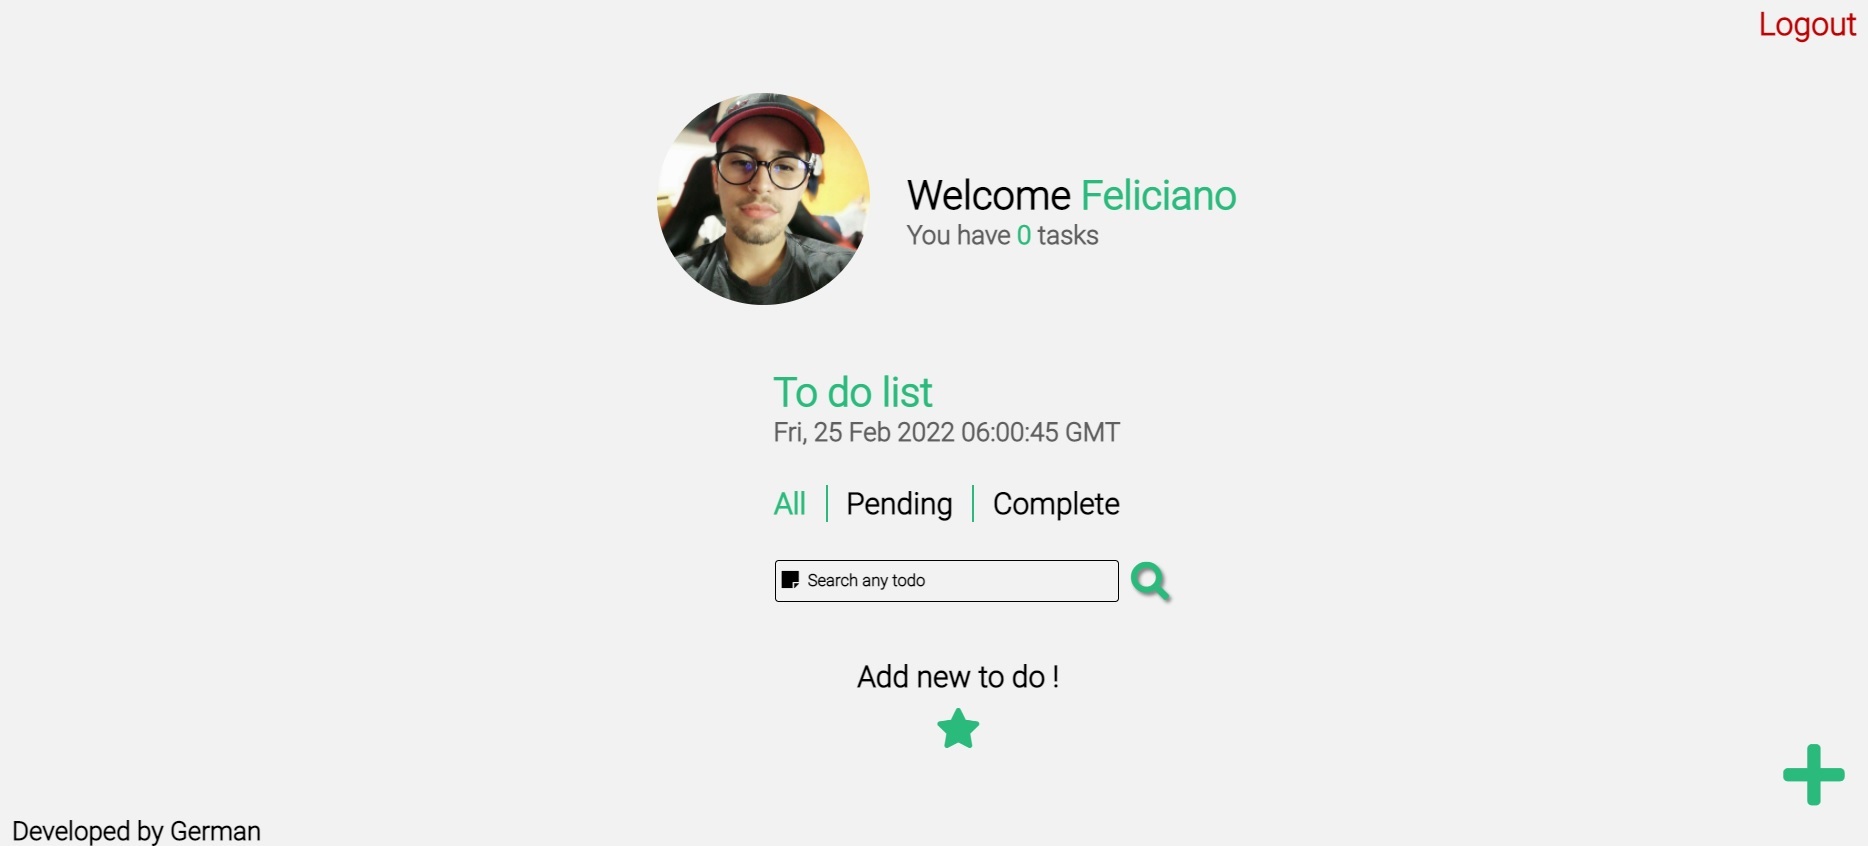 Logout
Welcome Feliciano
You have 0 tasks
To do list
Fri, 25 Feb 2022 06:00:45 GMT
All
Pending
Complete
Search any todo
Add new to do !
Developed by German